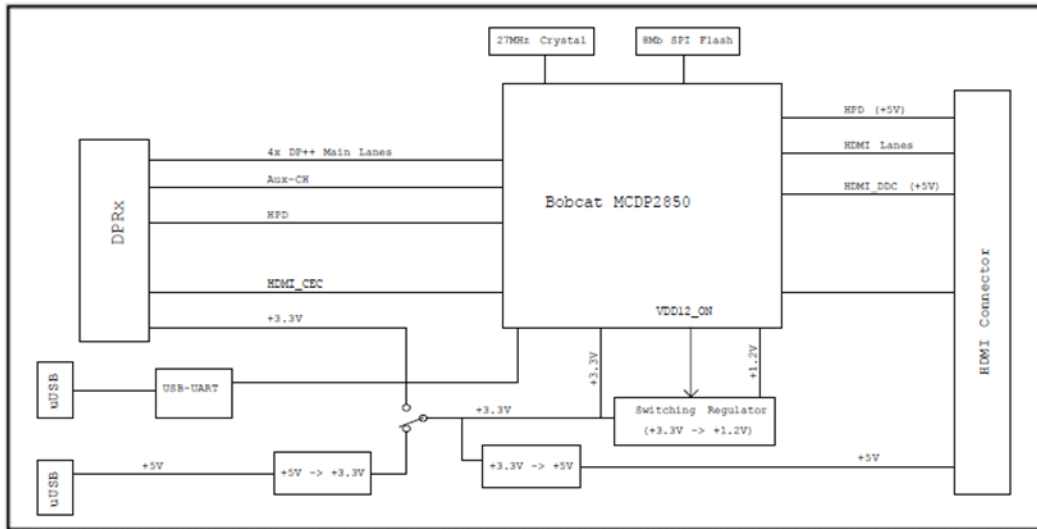 27MHz Crystal
8Mb SPI Flash
HPD (+5V)
4x DP++ Main Lanes
HDMI Lanes
Aux-CH
HDMI_DDC (+5V)
Bobcat MCDP2850
DPRx
HPD
HDMI_CEC
VDD12_ON
+3.3V
HDMI Connector
+3.3V
+1.2V
uUSB
USB-UART
+3.3V
Switching Regulator
(+3.3V -> +1.2V)
uUSB
+5V
+5V -> +3.3V
+3.3V -> +5V
+5V